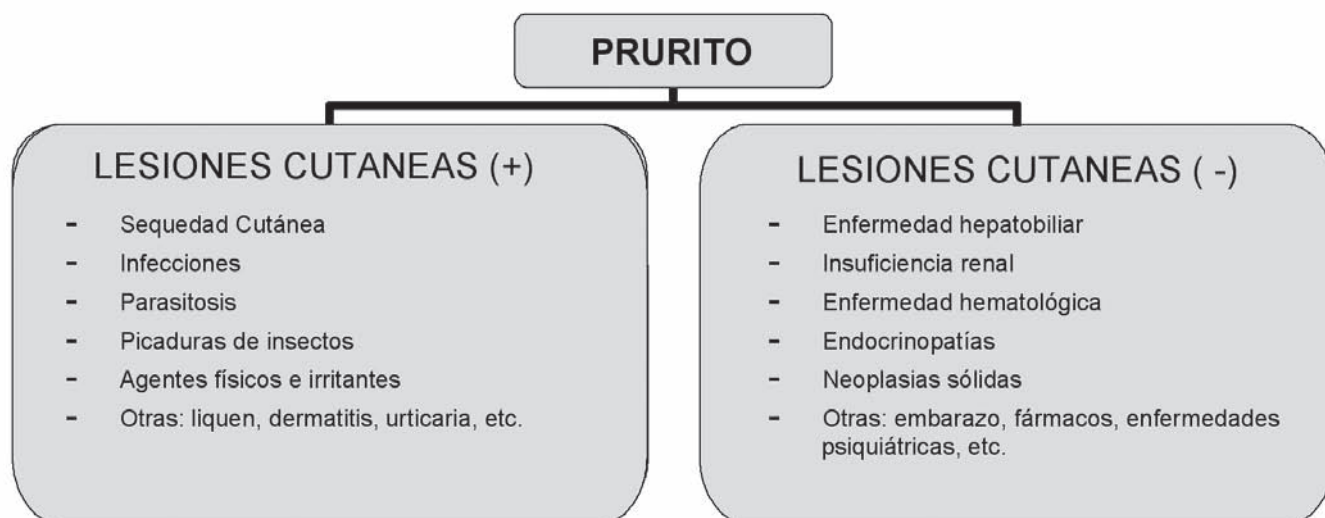 PRURITO
LESIONES CUTANEAS (+)
- Sequedad Cutánea
- Infecciones
- Parasitosis
- Picaduras de insectos
- Agentes físicos e irritantes
- Otras: liquen, dermatitis, urticaria, etc.
LESIONES CUTANEAS ( -)
- Enfermedad hepatobiliar
- Insuficiencia renal
- Enfermedad hematológica
- Endocrinopatías
- Neoplasias sólidas
- Otras: embarazo, fármacos, enfermedades
psiquiátricas, etc.